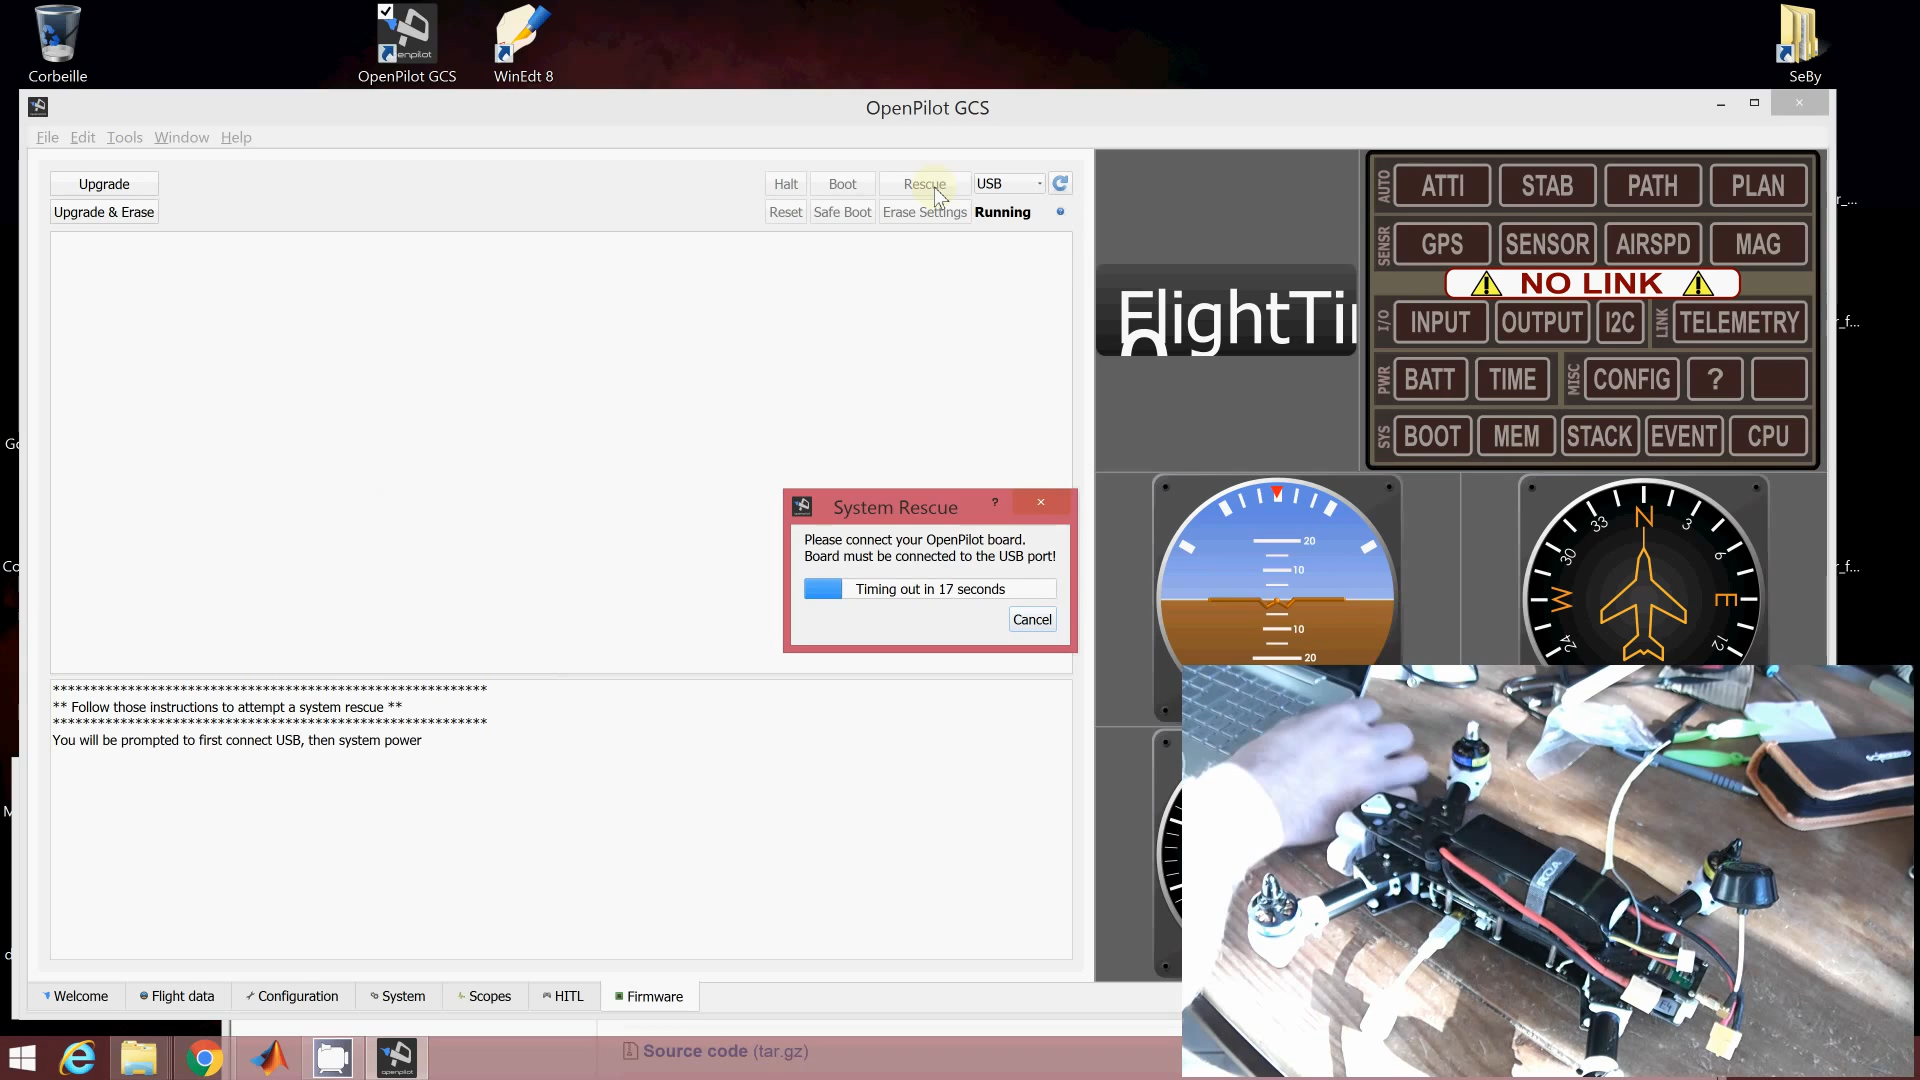 Corbeille
OpenPilot GCS
WinEdt 8
SeBy
OpenPilot GCS
File Edit Tools Window Help
Upgrade
Halt Boot Rescue USB
Upgrade & Erase
Reset Safe Boot Erase Settings Running
FlightTi
AUTO ATTI STAB PATH PLAN
SENSR GPS SENSOR AIRSPD MAG
NO LINK
I/O INPUT OUTPUT I2C LINK TELEMETRY
PWR BATT TIME MISC CONFIG ?
SYS BOOT MEM STACK EVENT CPU
System Rescue ?
Please connect your OpenPilot board.
Board must be connected to the USB port!
Timing out in 17 seconds
Cancel
20
10
10
20
N
33 3
30 6
W E
24 12
**********************************************************
** Follow those instructions to attempt a system rescue **
**********************************************************
You will be prompted to first connect USB, then system power
Welcome Flight data Configuration System Scopes HITL Firmware
Source code (tar.gz)
openpilot